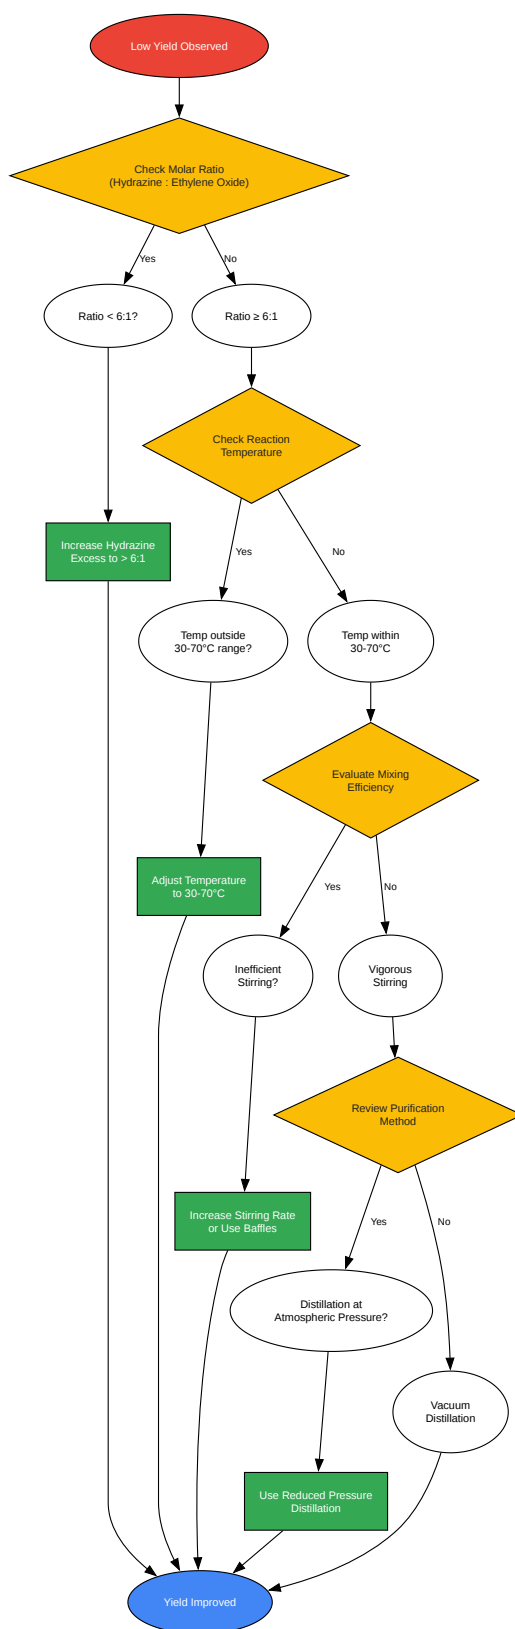 Low Yield Observed
Check Molar Ratio
(Hydrazine : Ethylene Oxide)
Yes
No
Ratio < 6:1?
Ratio ≥ 6:1
Check Reaction
Temperature
Increase Hydrazine
Excess to > 6:1
Yes
No
Temp outside
30-70°C range?
Temp within
30-70°C
Evaluate Mixing
Efficiency
Adjust Temperature
to 30-70°C
Yes
No
Inefficient
Stirring?
Vigorous
Stirring
Review Purification
Method
Increase Stirring Rate
or Use Baffles
Yes
No
Distillation at
Atmospheric Pressure?
Vacuum
Distillation
Use Reduced Pressure
Distillation
Yield Improved